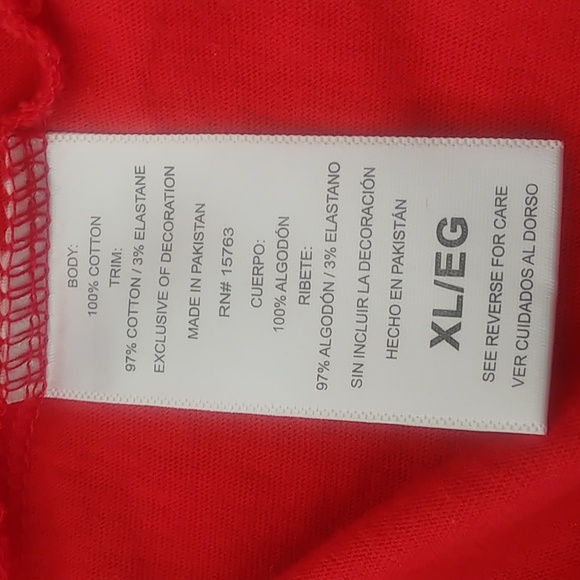 BODY:
100% COTTON
TRIM:
97% COTTON / 3% ELASTANE
EXCLUSIVE OF DECORATION
MADE IN PAKISTAN
RN# 15763
CUERPO:
100% ALGODÓN
RIBETE:
97% ALGODÓN / 3% ELASTANO
SIN INCLUIR LA DECORACIÓN
HECHO EN PAKISTÁN
XL/EG
SEE REVERSE FOR CARE
VER CUIDADOS AL DORSO